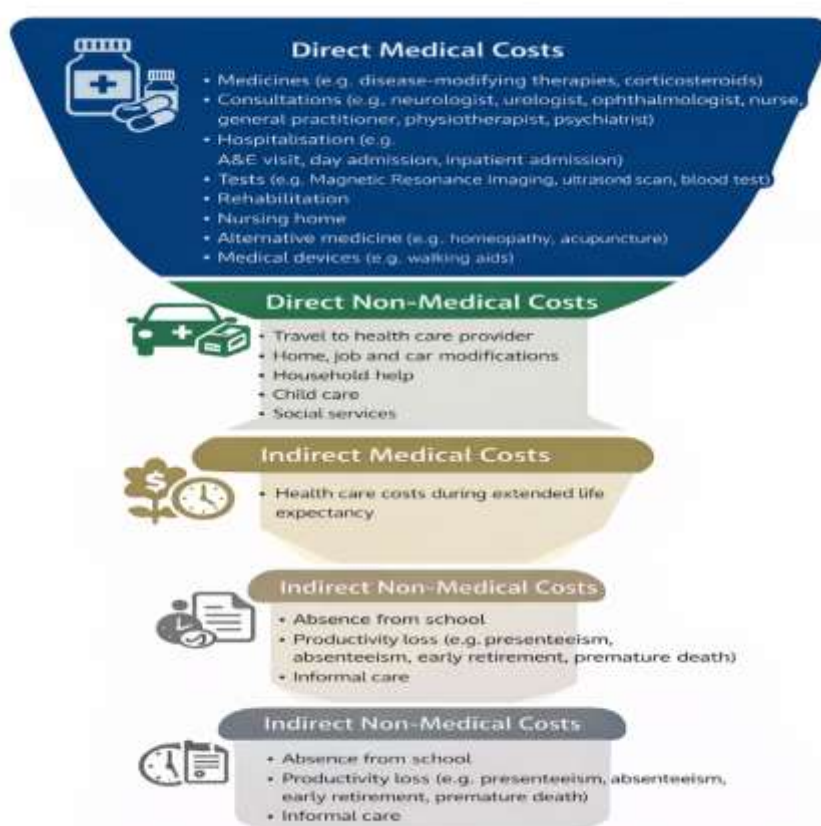 Direct Medical Costs
• Medicines (e.g. disease-modifying therapies, corticosteroids)
• Consultations (e.g. neurologist, urologist, ophthalmologist, nurse,
general practitioner, physiotherapist, psychiatrist)
• Hospitalisation (e.g.
A&E visit, day admission, inpatient admission)
• Tests (e.g. Magnetic Resonance Imaging, ultrasond scan, blood test)
• Rehabilitation
• Nursing home
• Alternative medicine (e.g. homeopathy, acupuncture)
• Medical devices (e.g. walking aids)
Direct Non-Medical Costs
• Travel to health care provider
• Home, job and car modifications
• Household help
• Child care
• Social services
Indirect Medical Costs
$
• Health care costs during extended life
expectancy
Indirect Non-Medical Costs
• Absence from school
• Productivity loss (e.g. presenteeism,
absenteeism, early retirement, premature death)
• Informal care
Indirect Non-Medical Costs
• Absence from school
• Productivity loss (e.g. presenteeism, absenteeism,
early retirement, premature death)
• Informal care